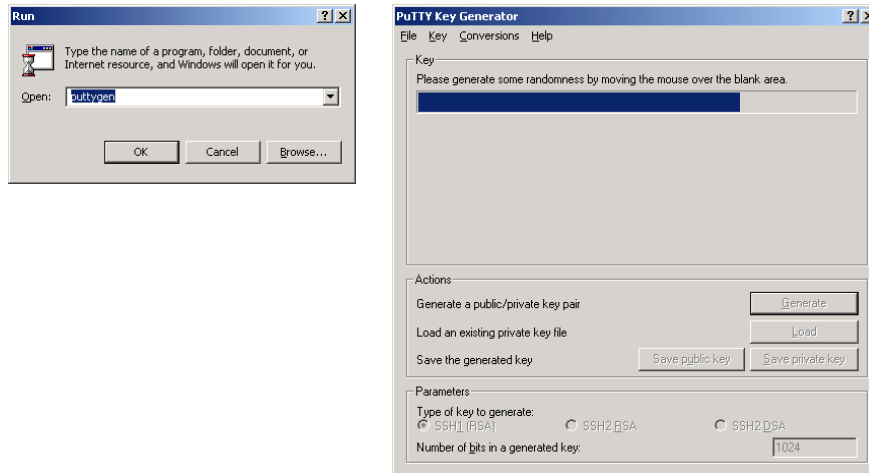 Run
Type the name of a program, folder, document, or
Internet resource, and Windows will open it for you.
Open: puttygen
OK Cancel Browse...
PuTTY Key Generator
File Key Conversions Help
Key
Please generate some randomness by moving the mouse over the blank area.
Actions
Generate a public/private key pair Generate
Load an existing private key file Load
Save the generated key Save public key Save private key
Parameters
Type of key to generate:
SSH1 (RSA) SSH2 RSA SSH2 DSA
Number of bits in a generated key: 1024